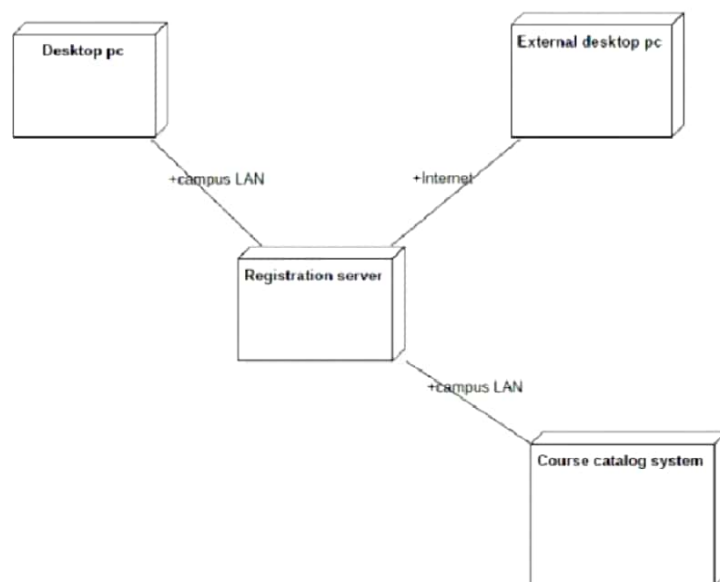 Desktop pc
External desktop pc
+campus LAN
+Internet
Registration server
+campus LAN
Course catalog system